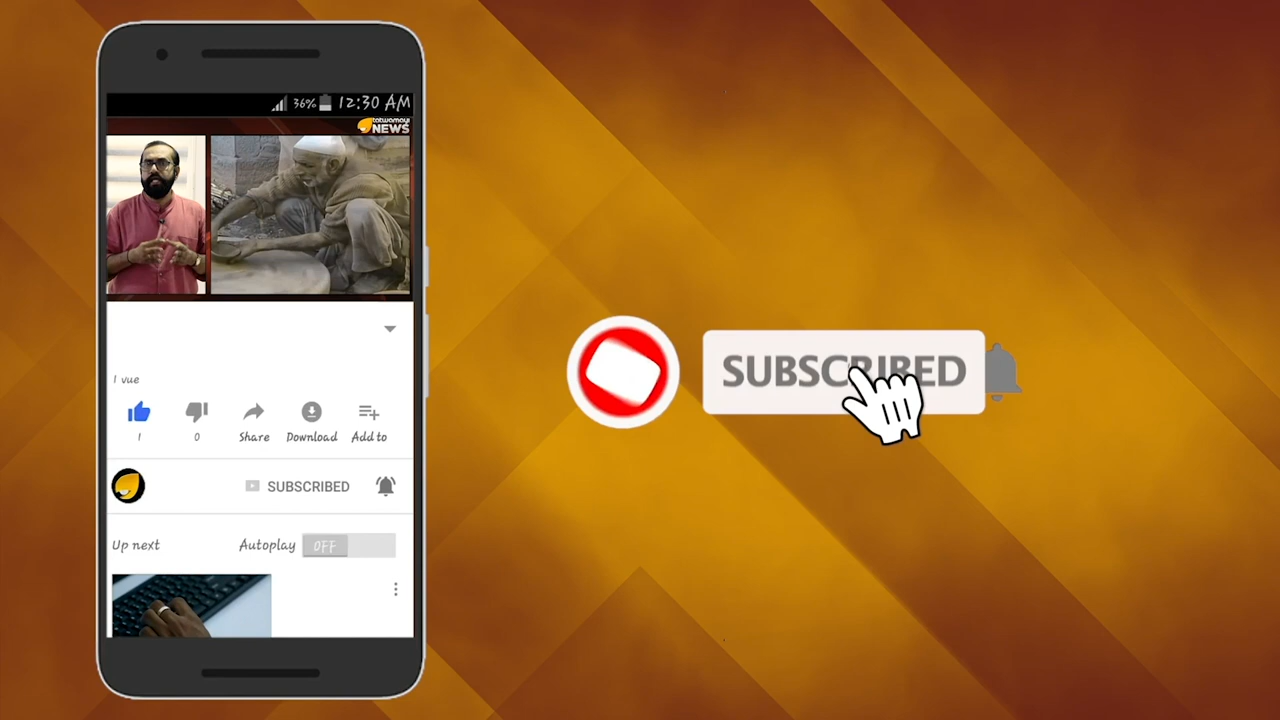 36% 12:30 AM
tatwamayi
NEWS
1 vue
1
0
Share
Download
Add to
SUBSCRIBED
Up next
Autoplay
OFF
SUBSCRIBED